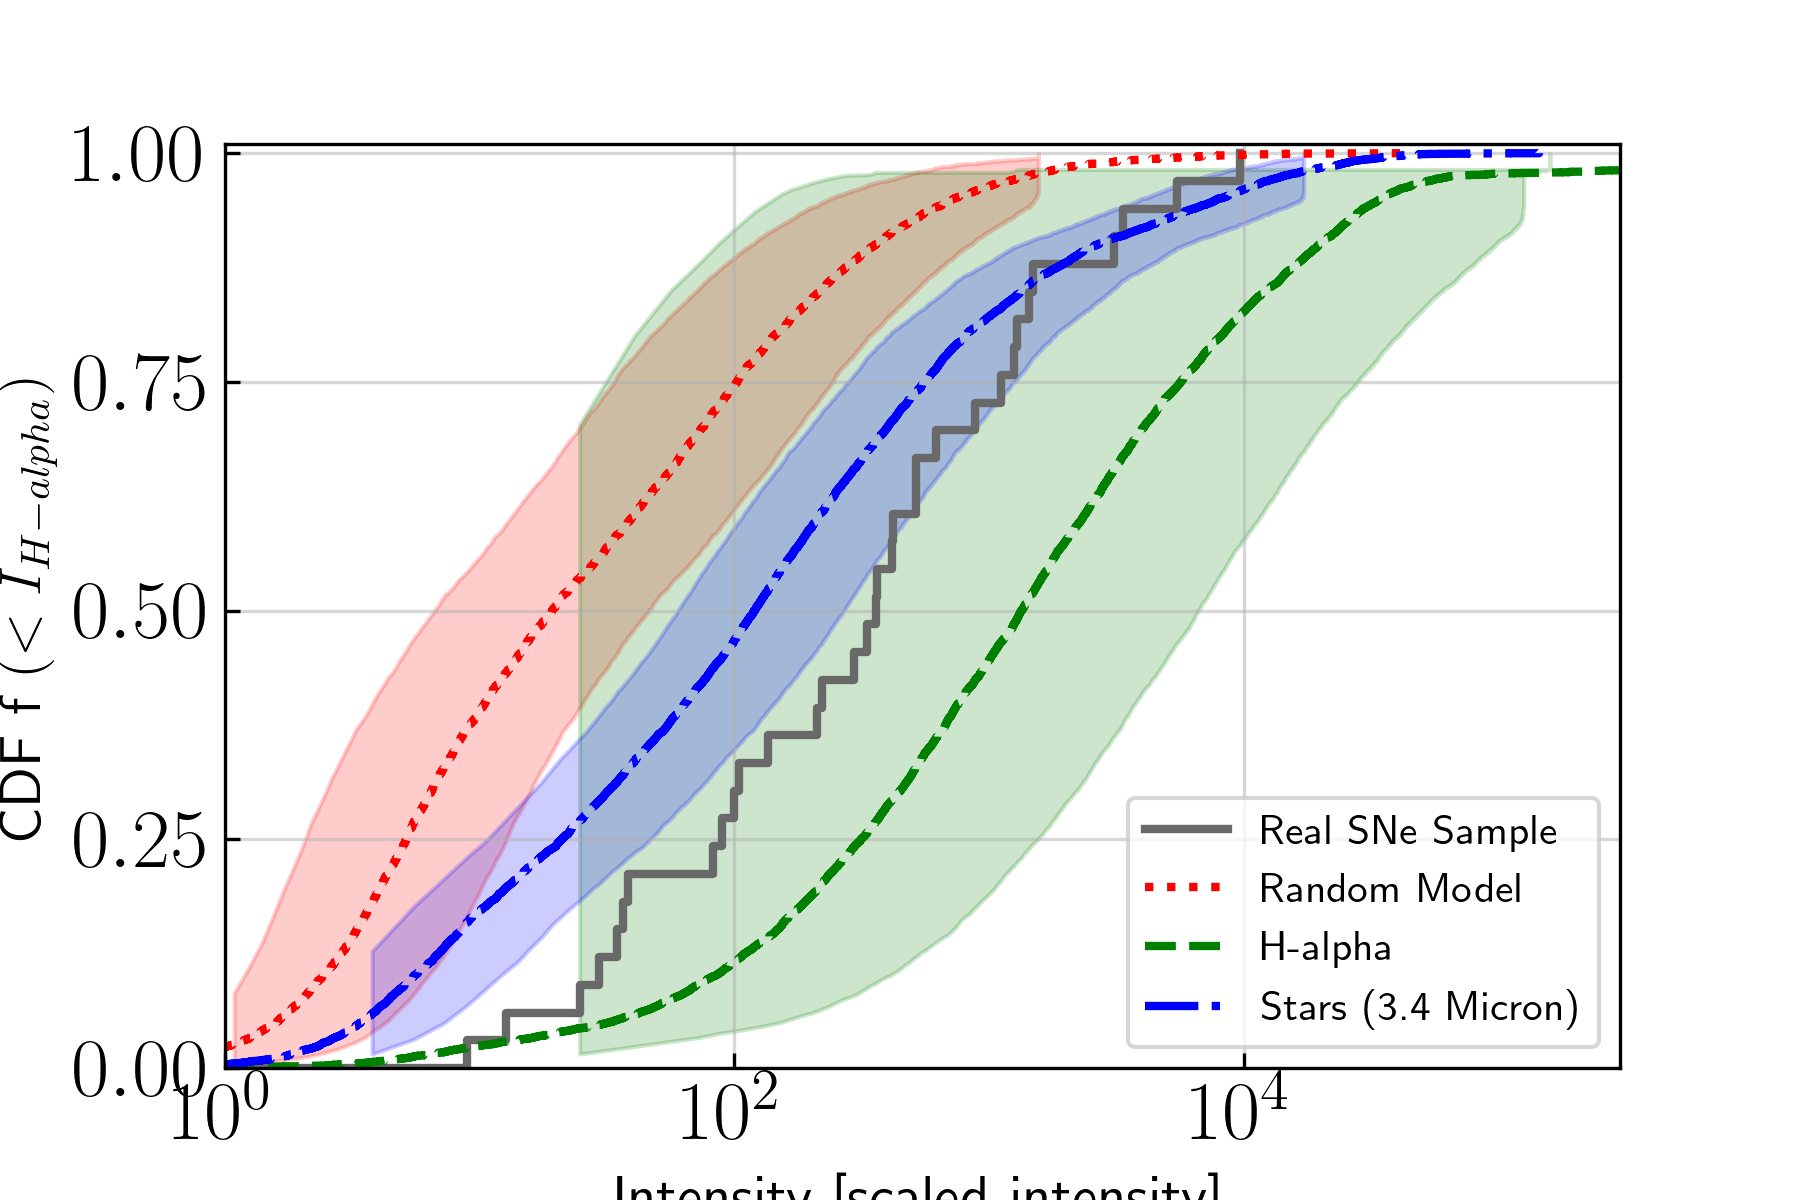 1.00
0.75
0.50
0.25
0.00
10^0
10^2
10^4
CDF f (< I_{H-alpha})
Intensity [scaled intensity]
Real SNe Sample
Random Model
H-alpha
Stars (3.4 Micron)